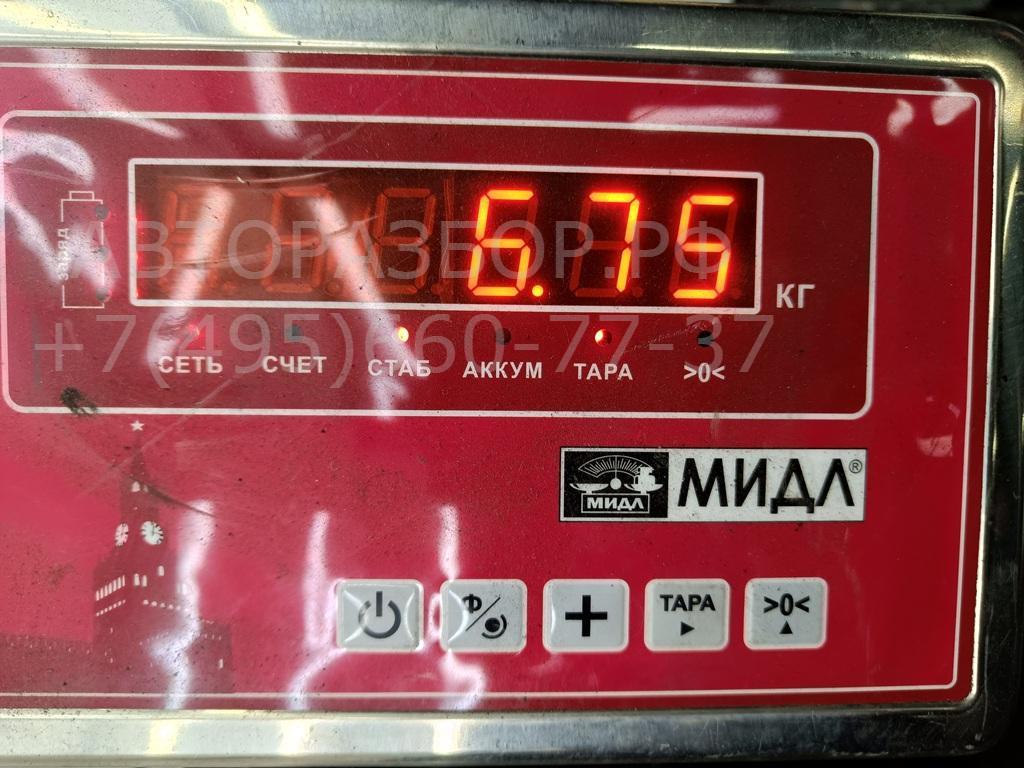 6.75
КГ
заряд
АВТОРАЗБОР.РФ
+7(495)660-77-37
СЕТЬ СЧЕТ СТАБ АККУМ ТАРА >0<
МИДЛ МИДЛ®
Ф/ + ТАРА >0<